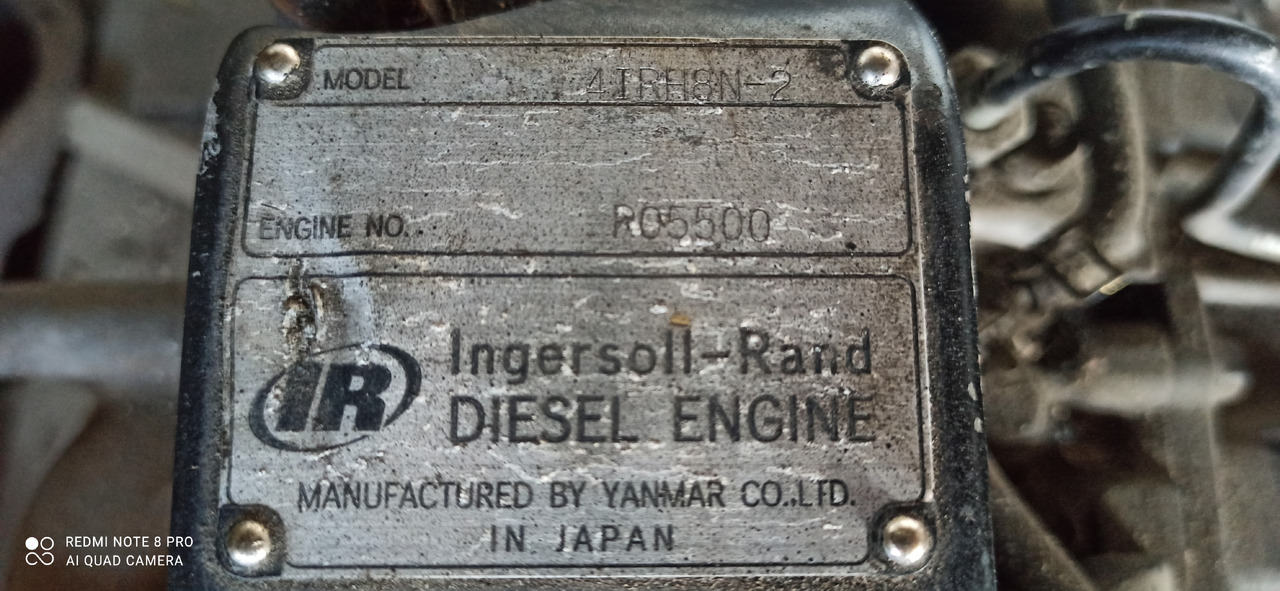 MODEL 4IRH8N-2
ENGINE NO. R05500
IR Ingersoll-Rand
DIESEL ENGINE
MANUFACTURED BY YANMAR CO.,LTD.
IN JAPAN
REDMI NOTE 8 PRO
AI QUAD CAMERA